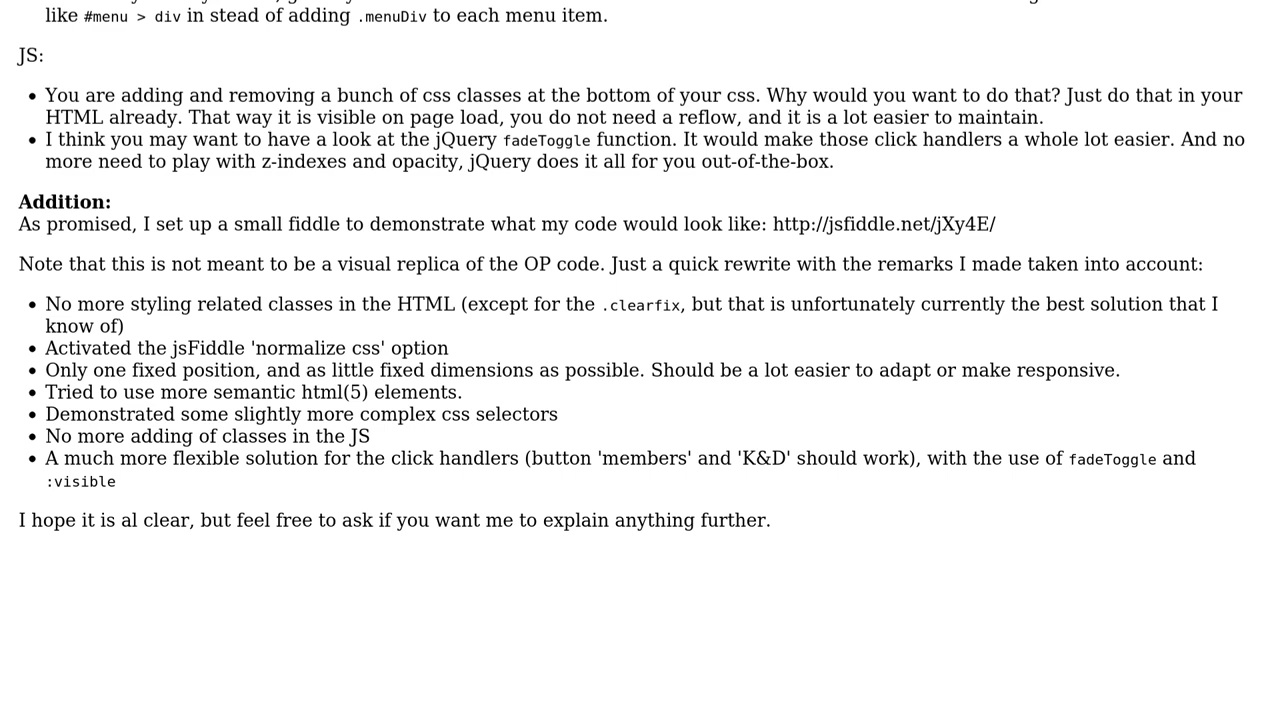 like #menu > div in stead of adding .menuDiv to each menu item.
JS:
• You are adding and removing a bunch of css classes at the bottom of your css. Why would you want to do that? Just do that in your
HTML already. That way it is visible on page load, you do not need a reflow, and it is a lot easier to maintain.
• I think you may want to have a look at the jQuery fadeToggle function. It would make those click handlers a whole lot easier. And no
more need to play with z-indexes and opacity, jQuery does it all for you out-of-the-box.
Addition:
As promised, I set up a small fiddle to demonstrate what my code would look like: http://jsfiddle.net/jXy4E/
Note that this is not meant to be a visual replica of the OP code. Just a quick rewrite with the remarks I made taken into account:
• No more styling related classes in the HTML (except for the .clearfix, but that is unfortunately currently the best solution that I
know of)
• Activated the jsFiddle 'normalize css' option
• Only one fixed position, and as little fixed dimensions as possible. Should be a lot easier to adapt or make responsive.
• Tried to use more semantic html(5) elements.
• Demonstrated some slightly more complex css selectors
• No more adding of classes in the JS
• A much more flexible solution for the click handlers (button 'members' and 'K&D' should work), with the use of fadeToggle and
:visible
I hope it is al clear, but feel free to ask if you want me to explain anything further.